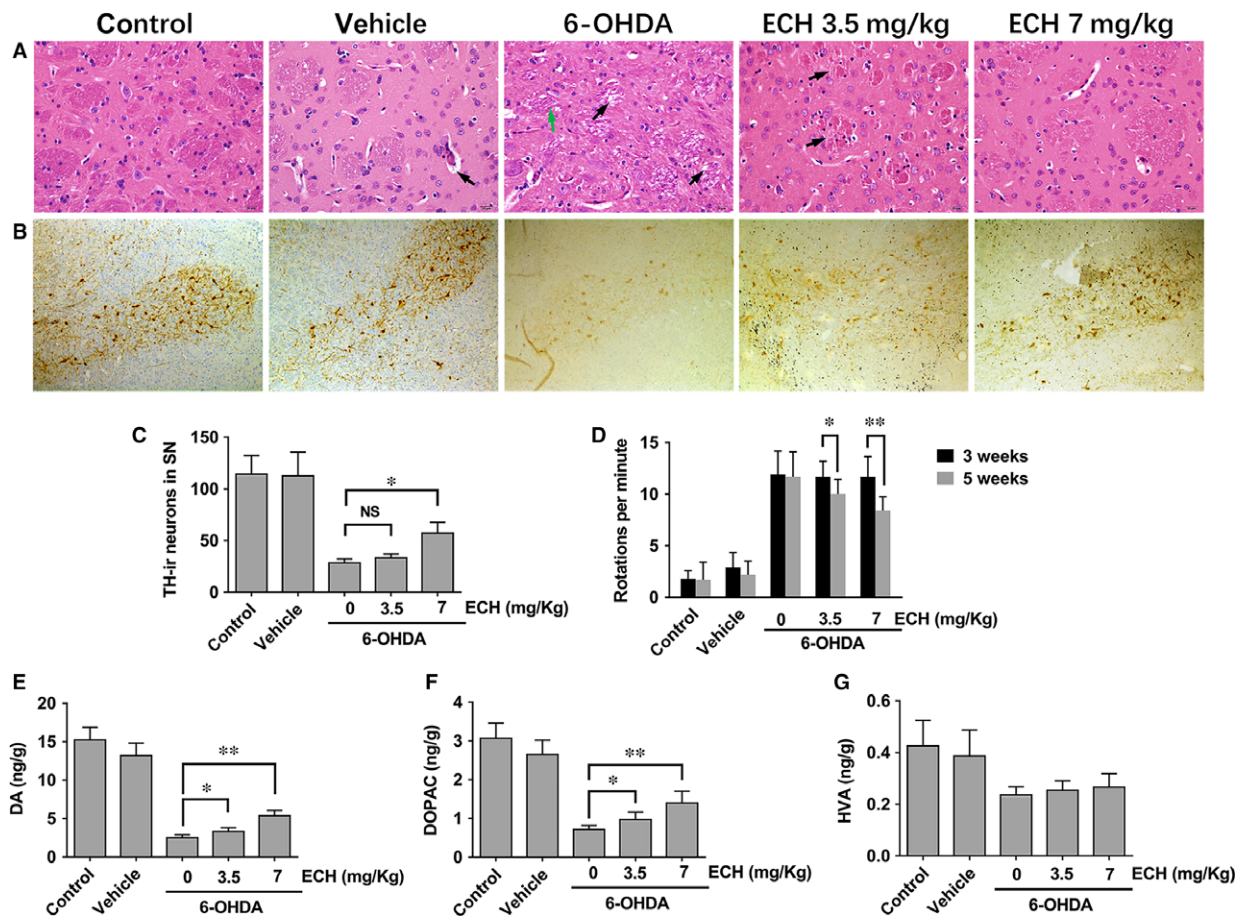 Control Vehicle 6-OHDA ECH 3.5 mg/kg ECH 7 mg/kg
A
B
C
TH-ir neurons in SN
150
100
50
0
*
NS
Control
Vehicle
0 3.5 7 ECH (mg/Kg)
6-OHDA
D
Rotations per minute
15
10
5
0
* **
3 weeks
5 weeks
Control
Vehicle
0 3.5 7 ECH (mg/Kg)
6-OHDA
E
DA (ng/g)
20
15
10
5
0
**
*
Control
Vehicle
0 3.5 7 ECH (mg/Kg)
6-OHDA
F
DOPAC (ng/g)
4
3
2
1
0
**
*
Control
Vehicle
0 3.5 7 ECH (mg/Kg)
6-OHDA
G
HVA (ng/g)
0.6
0.4
0.2
0.0
Control
Vehicle
0 3.5 7 ECH (mg/Kg)
6-OHDA